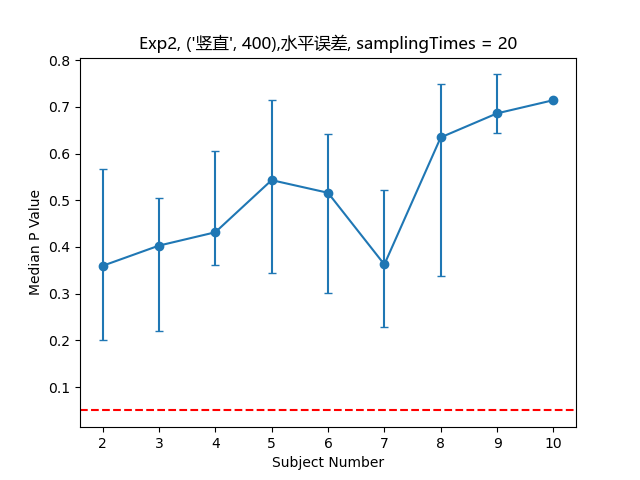 Exp2, ('竖直', 400),水平误差, samplingTimes = 20
0.8
0.7
0.6
0.5
0.4
0.3
0.2
0.1
Median P Value
2 3 4 5 6 7 8 9 10
Subject Number